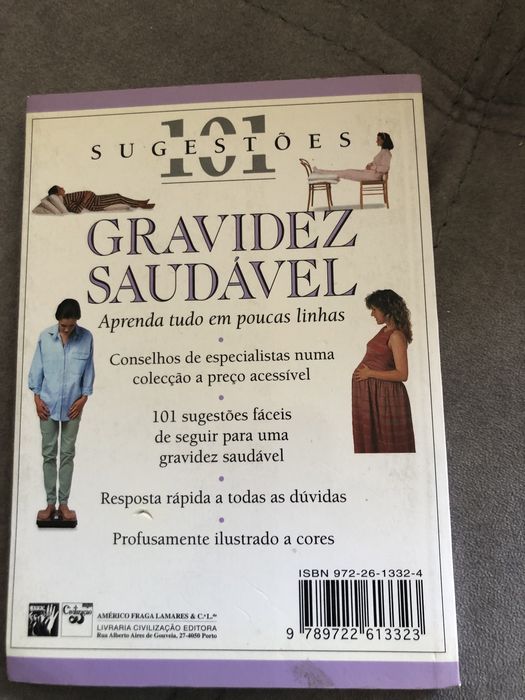 101
SUGESTÕES
GRAVIDEZ
SAUDÁVEL
Aprenda tudo em poucas linhas
•
Conselhos de especialistas numa
colecção a preço acessível
•
101 sugestões fáceis
de seguir para uma
gravidez saudável
•
Resposta rápida a todas as dúvidas
•
Profusamente ilustrado a cores
ISBN 972-26-1332-4
Civilização
AMÉRICO FRAGA LAMARES & C.ª L.da
LIVRARIA CIVILIZAÇÃO EDITORA
Rua Alberto Aires de Gouveia, 27-4050 Porto
9 789722 613323